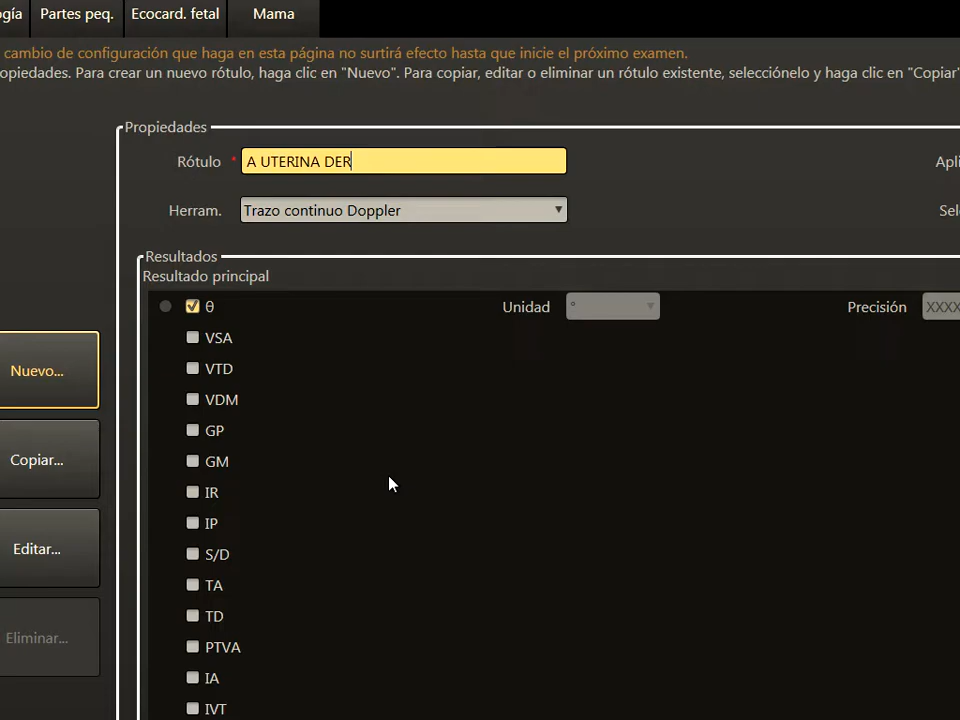 ogía Partes peq. Ecocard. fetal Mama
cambio de configuración que haga en esta página no surtirá efecto hasta que inicie el próximo examen.
opiedades. Para crear un nuevo rótulo, haga clic en "Nuevo". Para copiar, editar o eliminar un rótulo existente, selecciónelo y haga clic en "Copiar"
Propiedades
Rótulo * A UTERINA DER Apli
Herram. Trazo continuo Doppler Sel
Resultados
Resultado principal
θ Unidad ° Precisión XXXX
VSA
VTD
Nuevo...
VDM
GP
Copiar...
GM
IR
IP
Editar...
S/D
TA
TD
Eliminar...
PTVA
IA
IVT